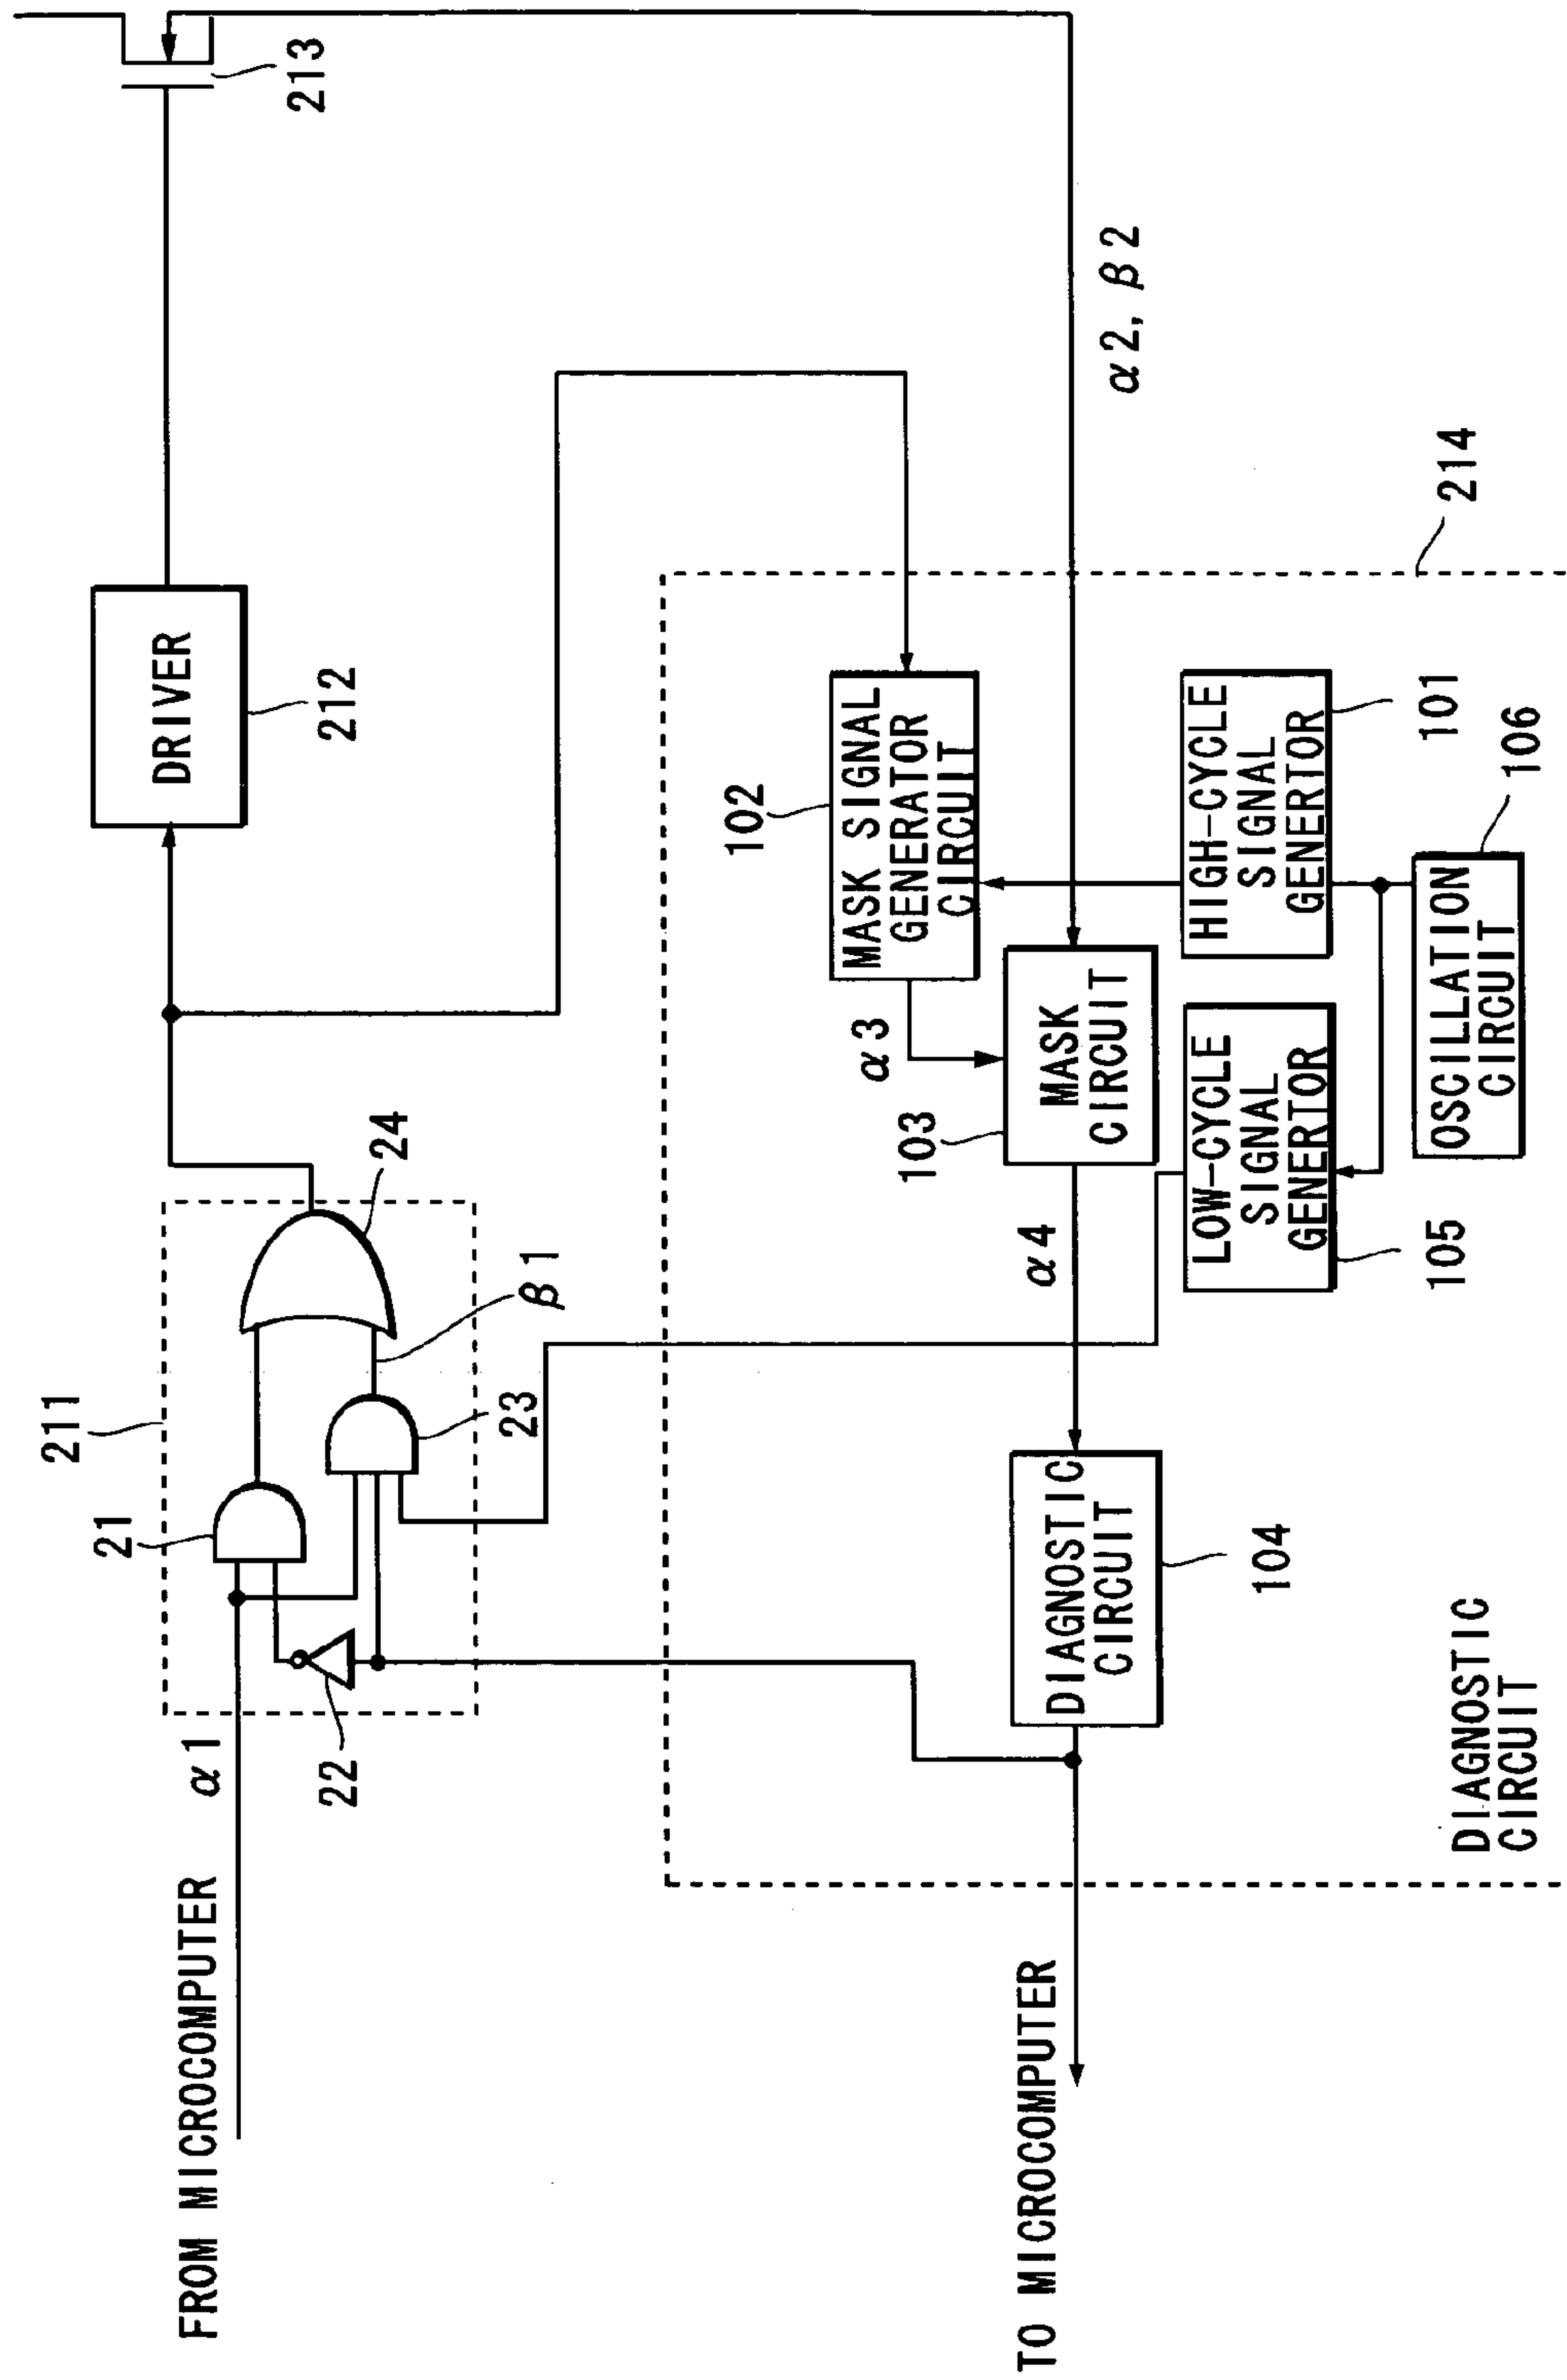 FROM MICROCOMPUTER
α1
211
21
22
23
β1
24
DRIVER
212
213
α2, β2
214
102
MASK SIGNAL
GENERATOR
CIRCUIT
α3
103
MASK
CIRCUIT
HIGH-CYCLE
SIGNAL
GENERTOR
101
106
OSCILLATION
CIRCUIT
LOW-CYCLE
SIGNAL
GENERTOR
105
α4
DIAGNOSTIC
CIRCUIT
104
TO MICROCOMPUTER
DIAGNOSTIC
CIRCUIT